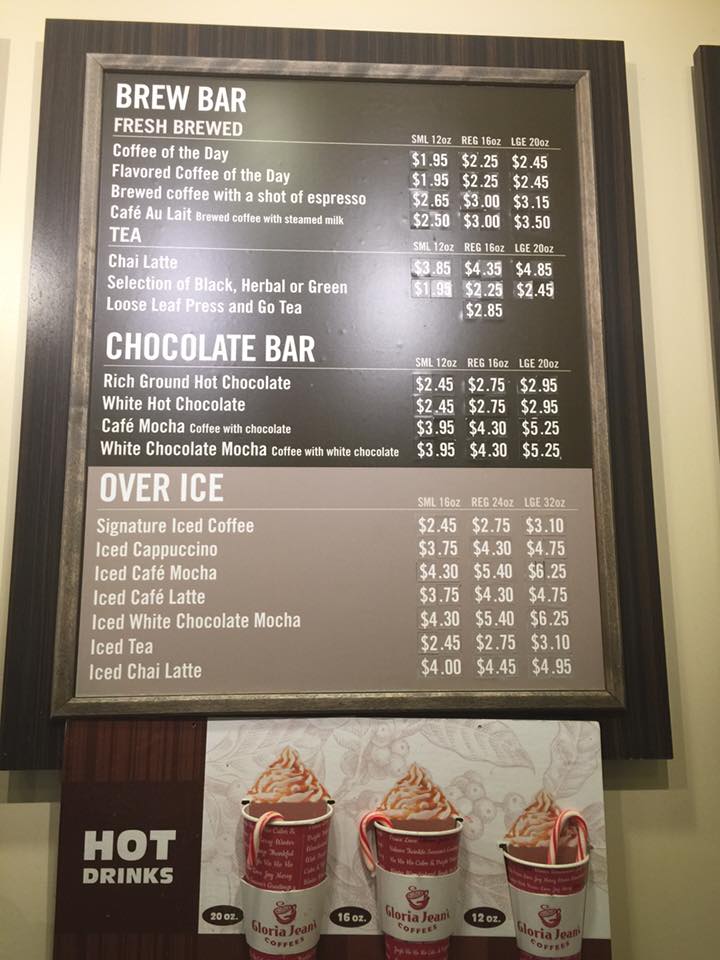 BREW BAR
FRESH BREWED SML 12oz REG 16oz LGE 20oz
Coffee of the Day $1.95 $2.25 $2.45
Flavored Coffee of the Day $1.95 $2.25 $2.45
Brewed coffee with a shot of espresso $2.65 $3.00 $3.15
Café Au Lait Brewed coffee with steamed milk $2.50 $3.00 $3.50
TEA SML 12oz REG 16oz LGE 20oz
Chai Latte $3.85 $4.35 $4.85
Selection of Black, Herbal or Green $1.95 $2.25 $2.45
Loose Leaf Press and Go Tea $2.85
CHOCOLATE BAR SML 12oz REG 16oz LGE 20oz
Rich Ground Hot Chocolate $2.45 $2.75 $2.95
White Hot Chocolate $2.45 $2.75 $2.95
Café Mocha Coffee with chocolate $3.95 $4.30 $5.25
White Chocolate Mocha Coffee with white chocolate $3.95 $4.30 $5.25
OVER ICE SML 16oz REG 24oz LGE 32oz
Signature Iced Coffee $2.45 $2.75 $3.10
Iced Cappuccino $3.75 $4.30 $4.75
Iced Café Mocha $4.30 $5.40 $6.25
Iced Café Latte $3.75 $4.30 $4.75
Iced White Chocolate Mocha $4.30 $5.40 $6.25
Iced Tea $2.45 $2.75 $3.10
Iced Chai Latte $4.00 $4.45 $4.95
HOT
DRINKS
20 oz. 16 oz. 12 oz.
Gloria Jean's
COFFEES
Gloria Jean's
COFFEES
Gloria Jean's
COFFEES